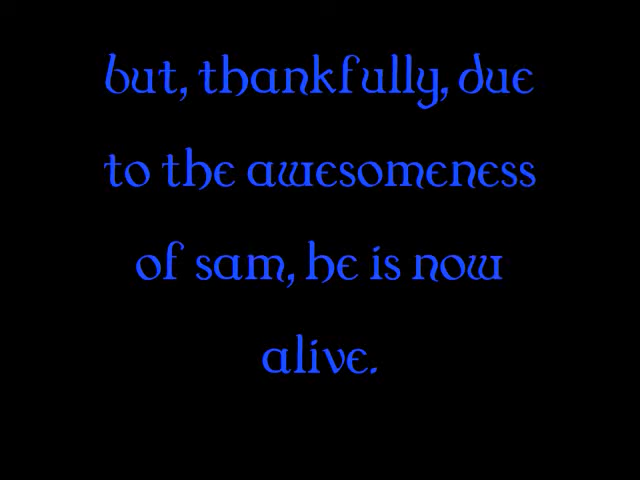 but, thankfully, due
to the awesomeness
of sam, he is now
alive.